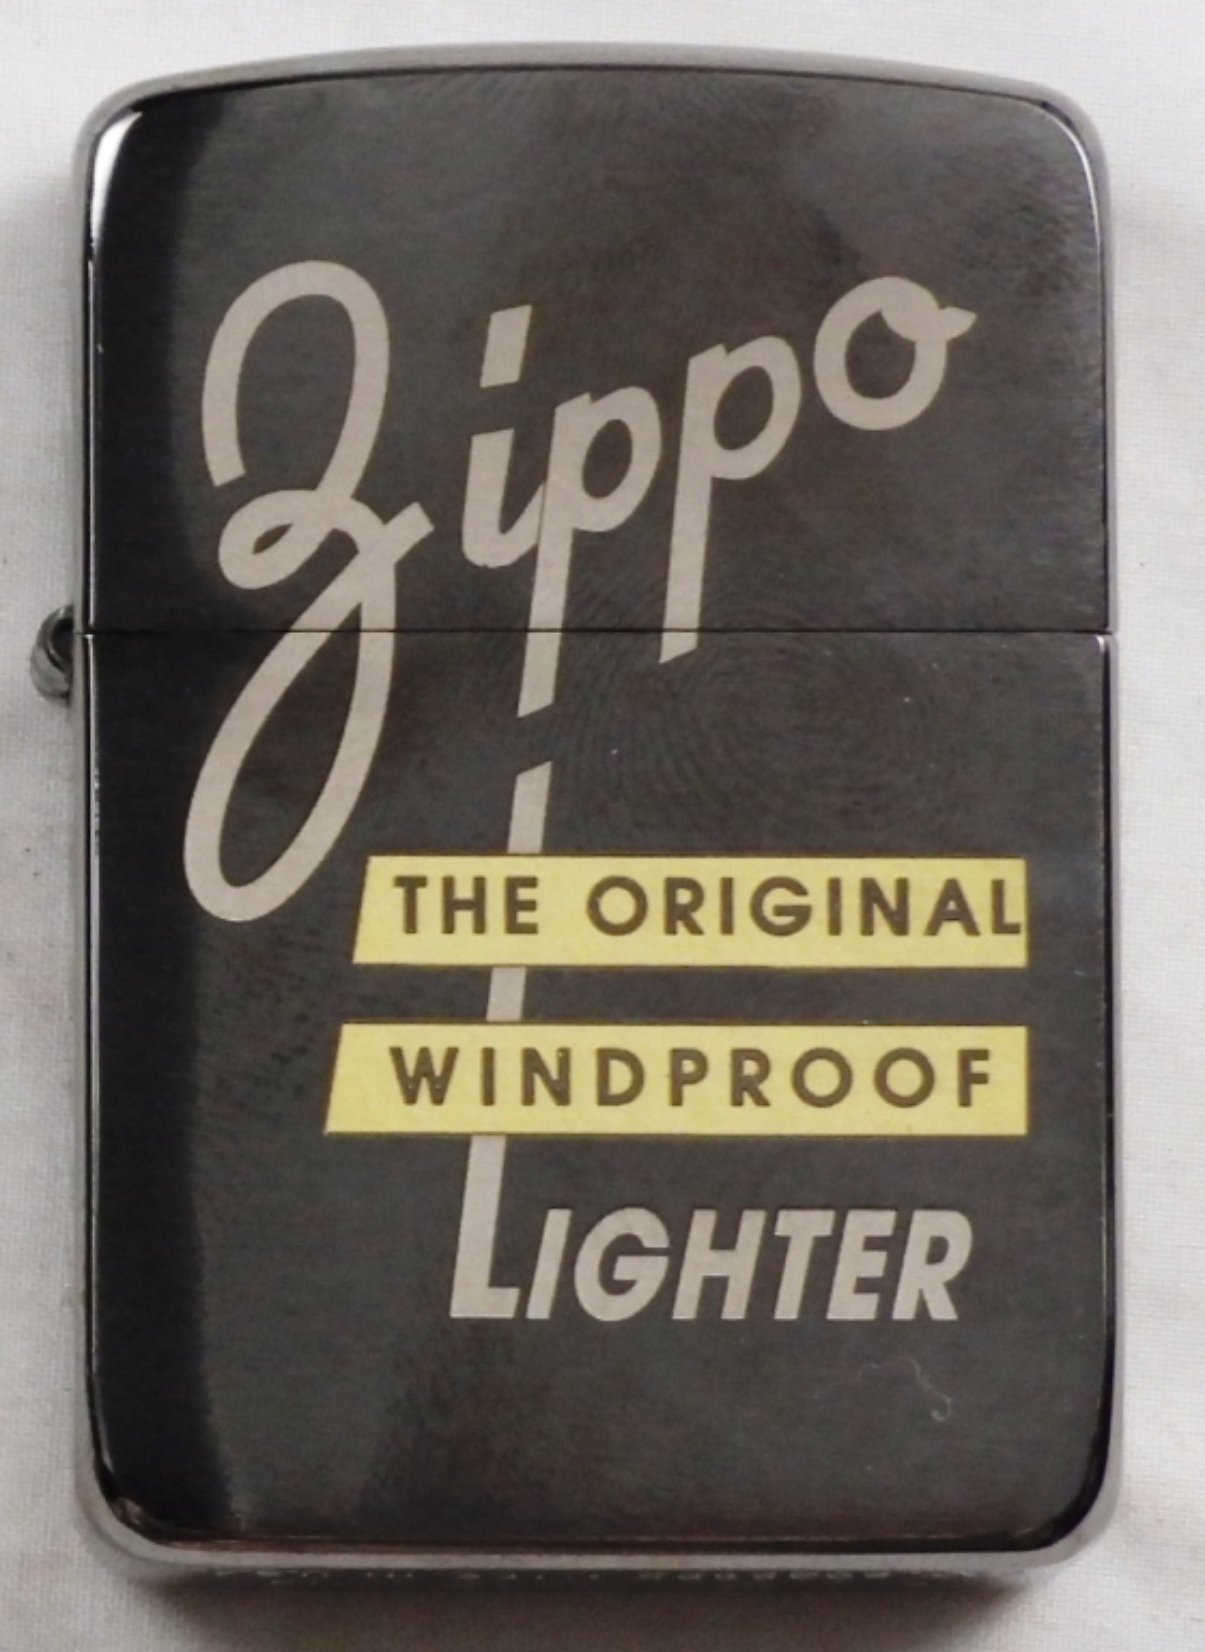 Zippo
THE ORIGINAL
WINDPROOF
LIGHTER